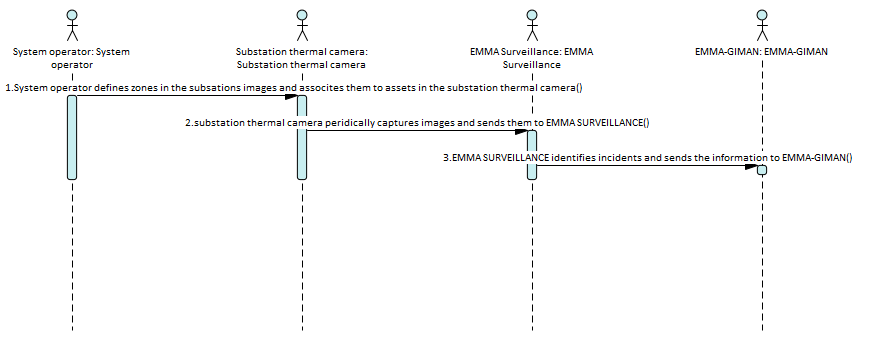 System operator: System
operator
Substation thermal camera:
Substation thermal camera
EMMA Surveillance: EMMA
Surveillance
EMMA-GIMAN: EMMA-GIMAN
1.System operator defines zones in the subsations images and assocites them to assets in the substation thermal camera()
2.substation thermal camera peridically captures images and sends them to EMMA SURVEILLANCE()
3.EMMA SURVEILLANCE identifies incidents and sends the information to EMMA-GIMAN()